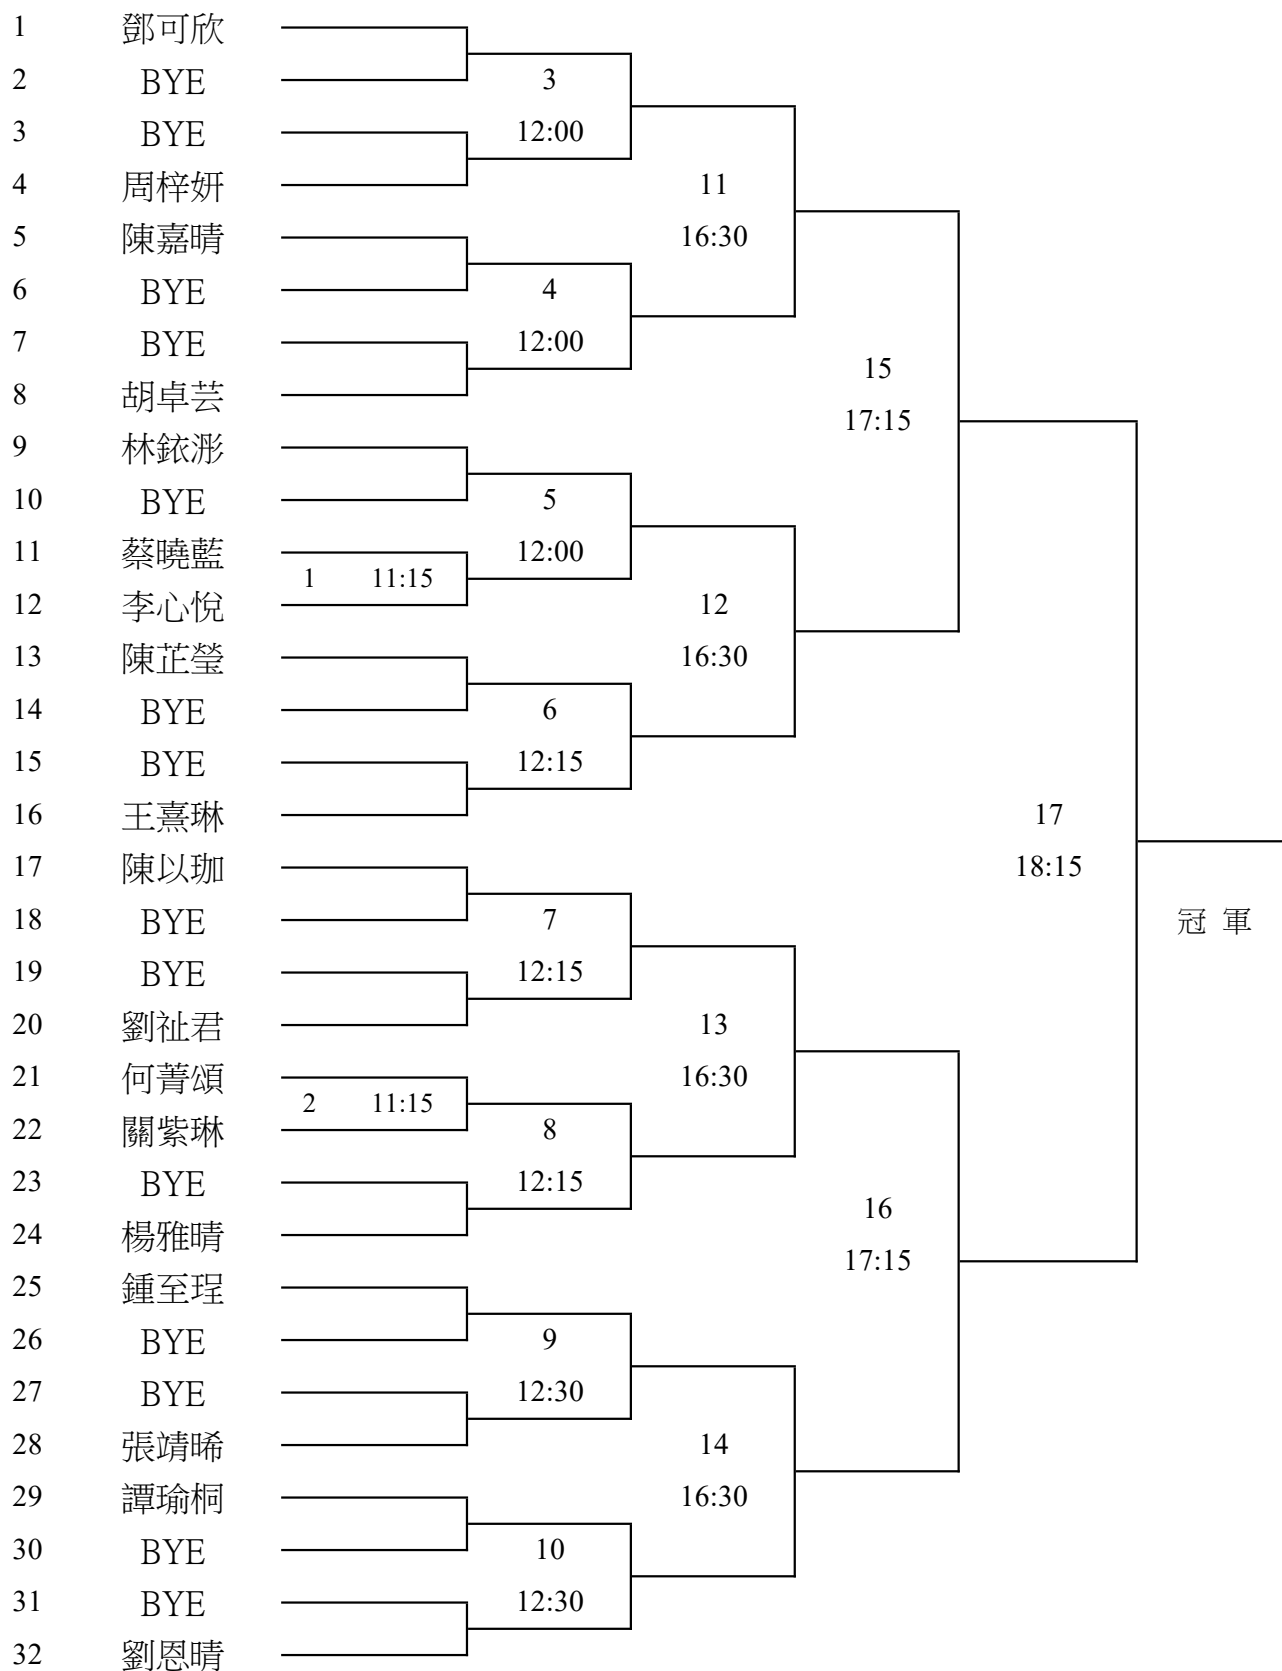 1 鄧可欣
2 BYE 3
3 BYE 12:00
4 周梓妍 11
5 陳嘉晴 16:30
6 BYE 4
7 BYE 12:00
15
8 胡卓芸
17:15
9 林銥浵
10 BYE 5
11 蔡曉藍 12:00
1 11:15
12 李心悅 12
13 陳芷瑩 16:30
14 BYE 6
15 BYE 12:15
16 王熹琳 17
17 陳以珈 18:15
18 BYE 7 冠 軍
19 BYE 12:15
20 劉祉君 13
21 何菁頌 16:30
2 11:15
22 關紫琳 8
23 BYE 12:15
16
24 楊雅晴
17:15
25 鍾至珵
26 BYE 9
27 BYE 12:30
28 張靖晞 14
29 譚瑜桐 16:30
30 BYE 10
31 BYE 12:30
32 劉恩晴